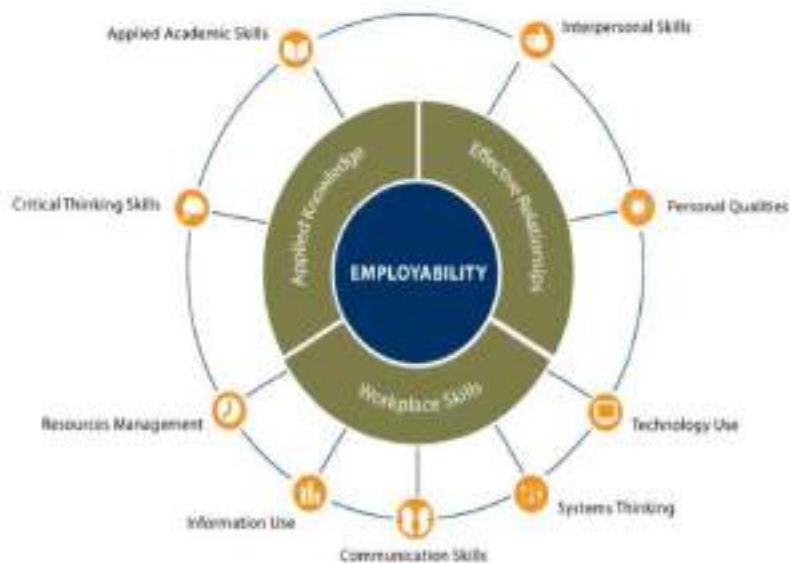 Applied Academic Skills
Interpersonal Skills
Applied Knowledge
Effective Relationships
Critical Thinking Skills
Personal Qualities
EMPLOYABILITY
Workplace Skills
Resources Management
Technology Use
Information Use
Systems Thinking
Communication Skills